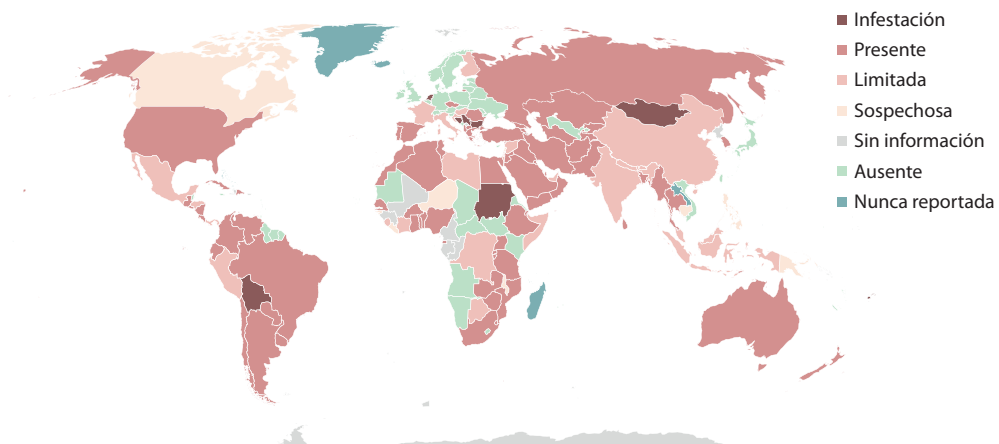 Infestación
Presente
Limitada
Sospechosa
Sin información
Ausente
Nunca reportada